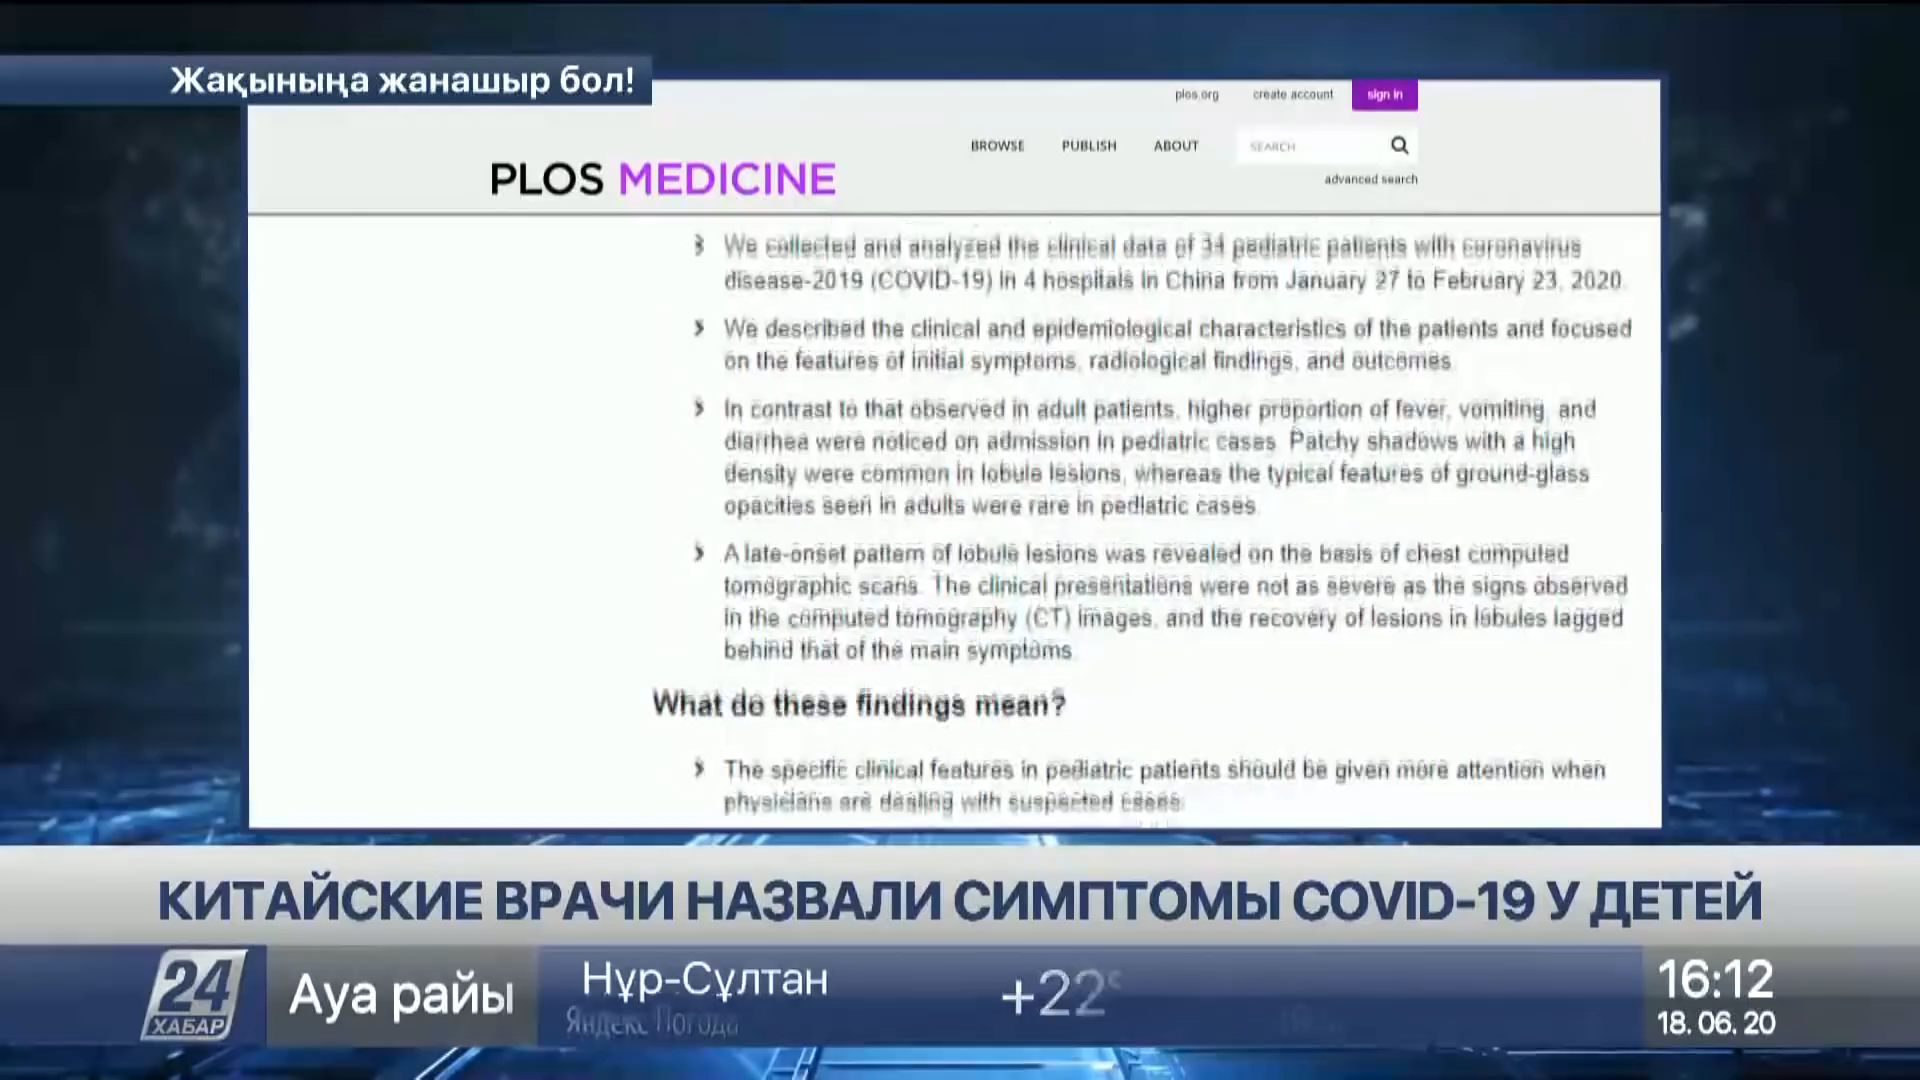 Жақыныңа жанашыр бол!
plos.org create account sign in
BROWSE PUBLISH ABOUT SEARCH
advanced search
PLOS MEDICINE
We collected and analyzed the clinical data of 34 pediatric patients with coronavirus
disease-2019 (COVID-19) in 4 hospitals in China from January 27 to February 23, 2020.
We described the clinical and epidemiological characteristics of the patients and focused
on the features of initial symptoms, radiological findings, and outcomes.
In contrast to that observed in adult patients, higher proportion of fever, vomiting, and
diarrhea were noticed on admission in pediatric cases. Patchy shadows with a high
density were common in lobule lesions, whereas the typical features of ground-glass
opacities seen in adults were rare in pediatric cases.
A late-onset pattern of lobule lesions was revealed on the basis of chest computed
tomographic scans. The clinical presentations were not as severe as the signs observed
in the computed tomography (CT) images, and the recovery of lesions in lobules lagged
behind that of the main symptoms.
What do these findings mean?
The specific clinical features in pediatric patients should be given more attention when
physicians are dealing with suspected cases.
КИТАЙСКИЕ ВРАЧИ НАЗВАЛИ СИМПТОМЫ COVID-19 У ДЕТЕЙ
24
ХАБАР
Ауа райы
Нұр-Сұлтан
Яндекс Погода
+22°
16:12
18. 06. 20